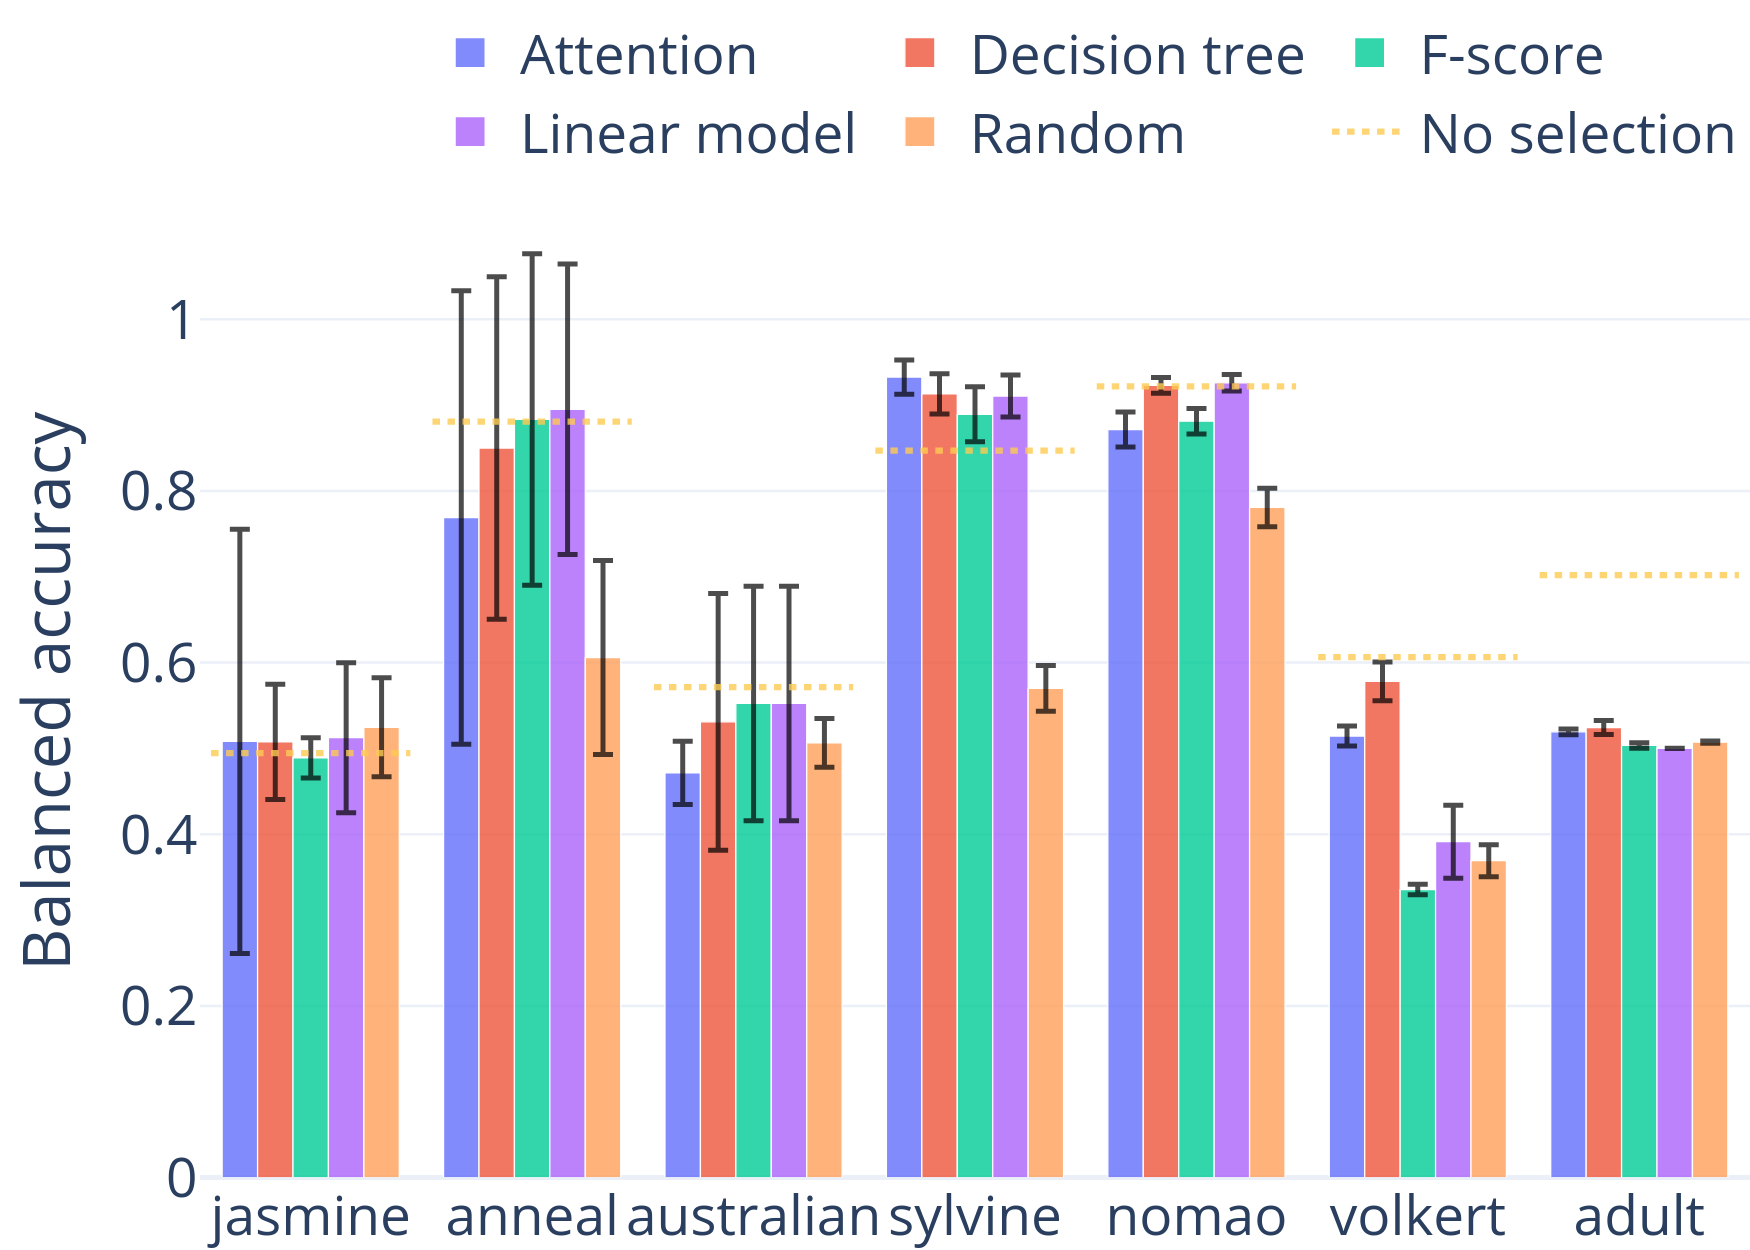 Attention Decision tree F-score
Linear model Random No selection
Balanced accuracy
1
0.8
0.6
0.4
0.2
0
jasmine anneal australian sylvine nomao volkert adult